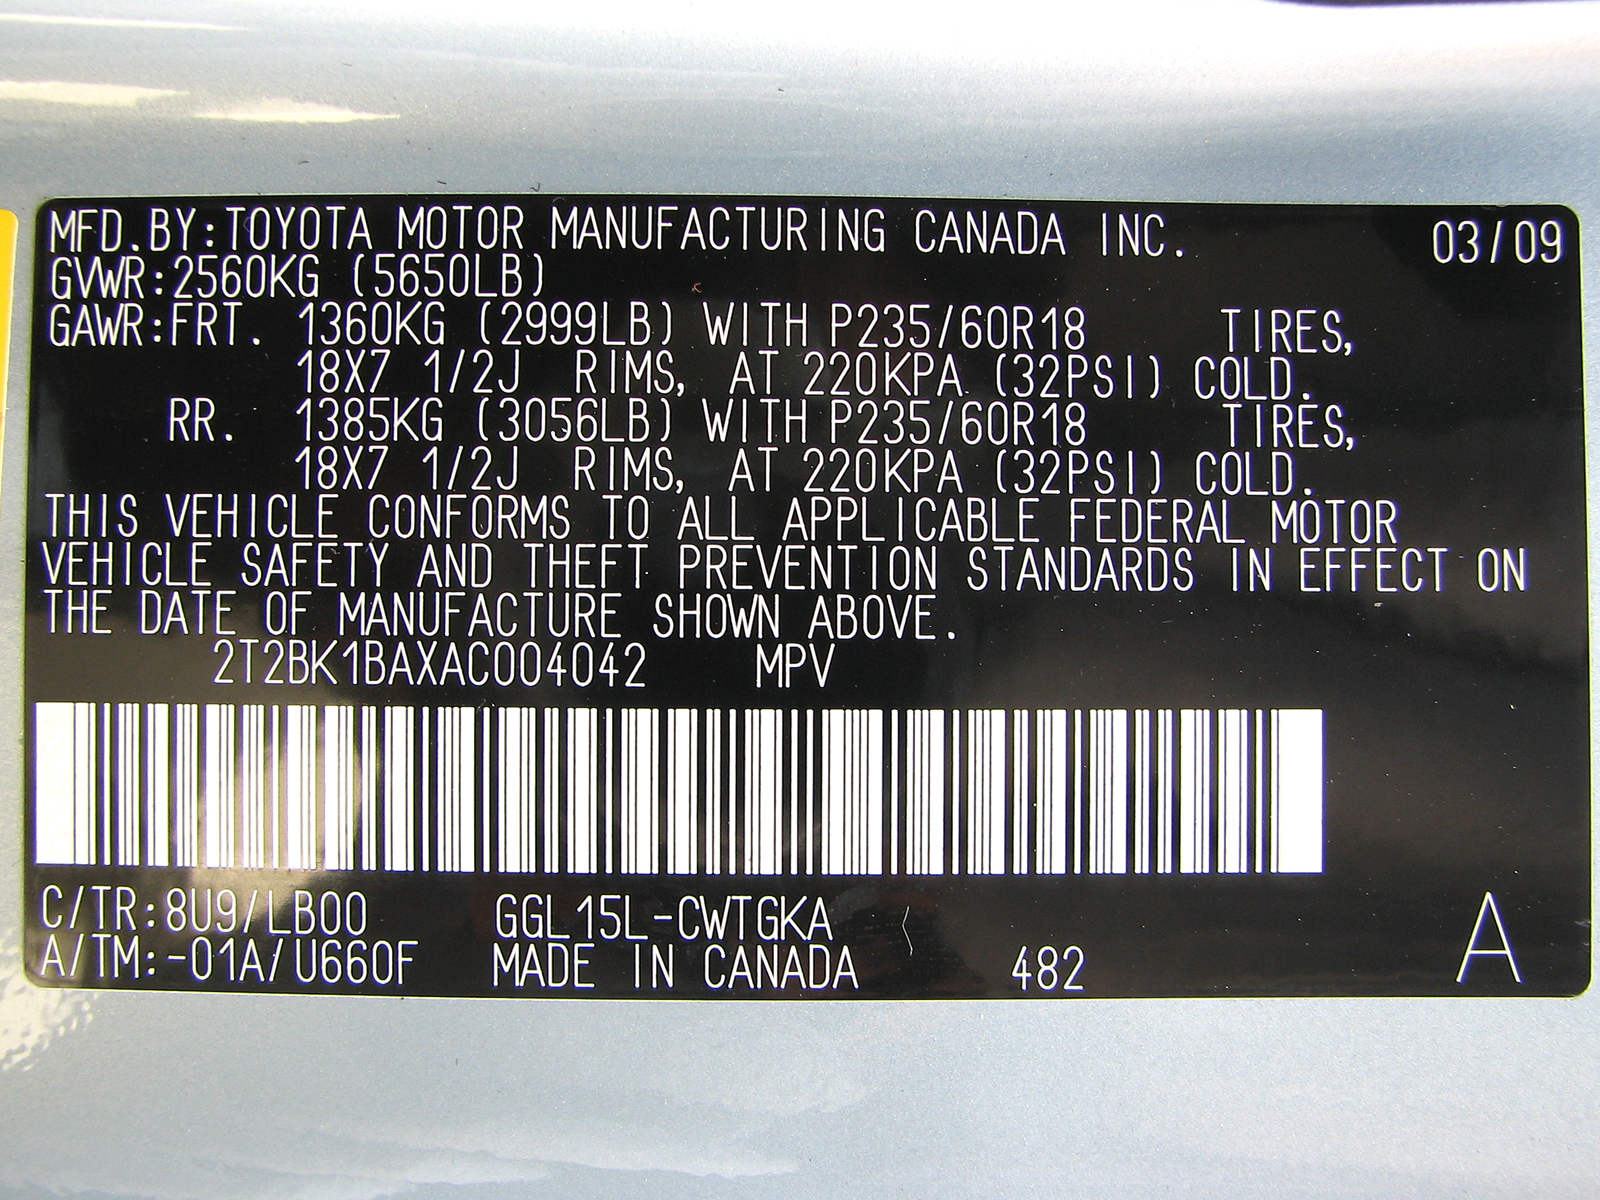 MFD.BY:TOYOTA MOTOR MANUFACTURING CANADA INC. 03/09
GVWR:2560KG (5650LB)
GAWR:FRT. 1360KG (2999LB) WITH P235/60R18 TIRES,
18X7 1/2J RIMS, AT 220KPA (32PSI) COLD.
RR. 1385KG (3056LB) WITH P235/60R18 TIRES,
18X7 1/2J RIMS, AT 220KPA (32PSI) COLD.
THIS VEHICLE CONFORMS TO ALL APPLICABLE FEDERAL MOTOR
VEHICLE SAFETY AND THEFT PREVENTION STANDARDS IN EFFECT ON
THE DATE OF MANUFACTURE SHOWN ABOVE.
2T2BK1BAXAC004042 MPV
C/TR:8U9/LB00 GGL15L-CWTGKA A
A/TM:-01A/U660F MADE IN CANADA 482